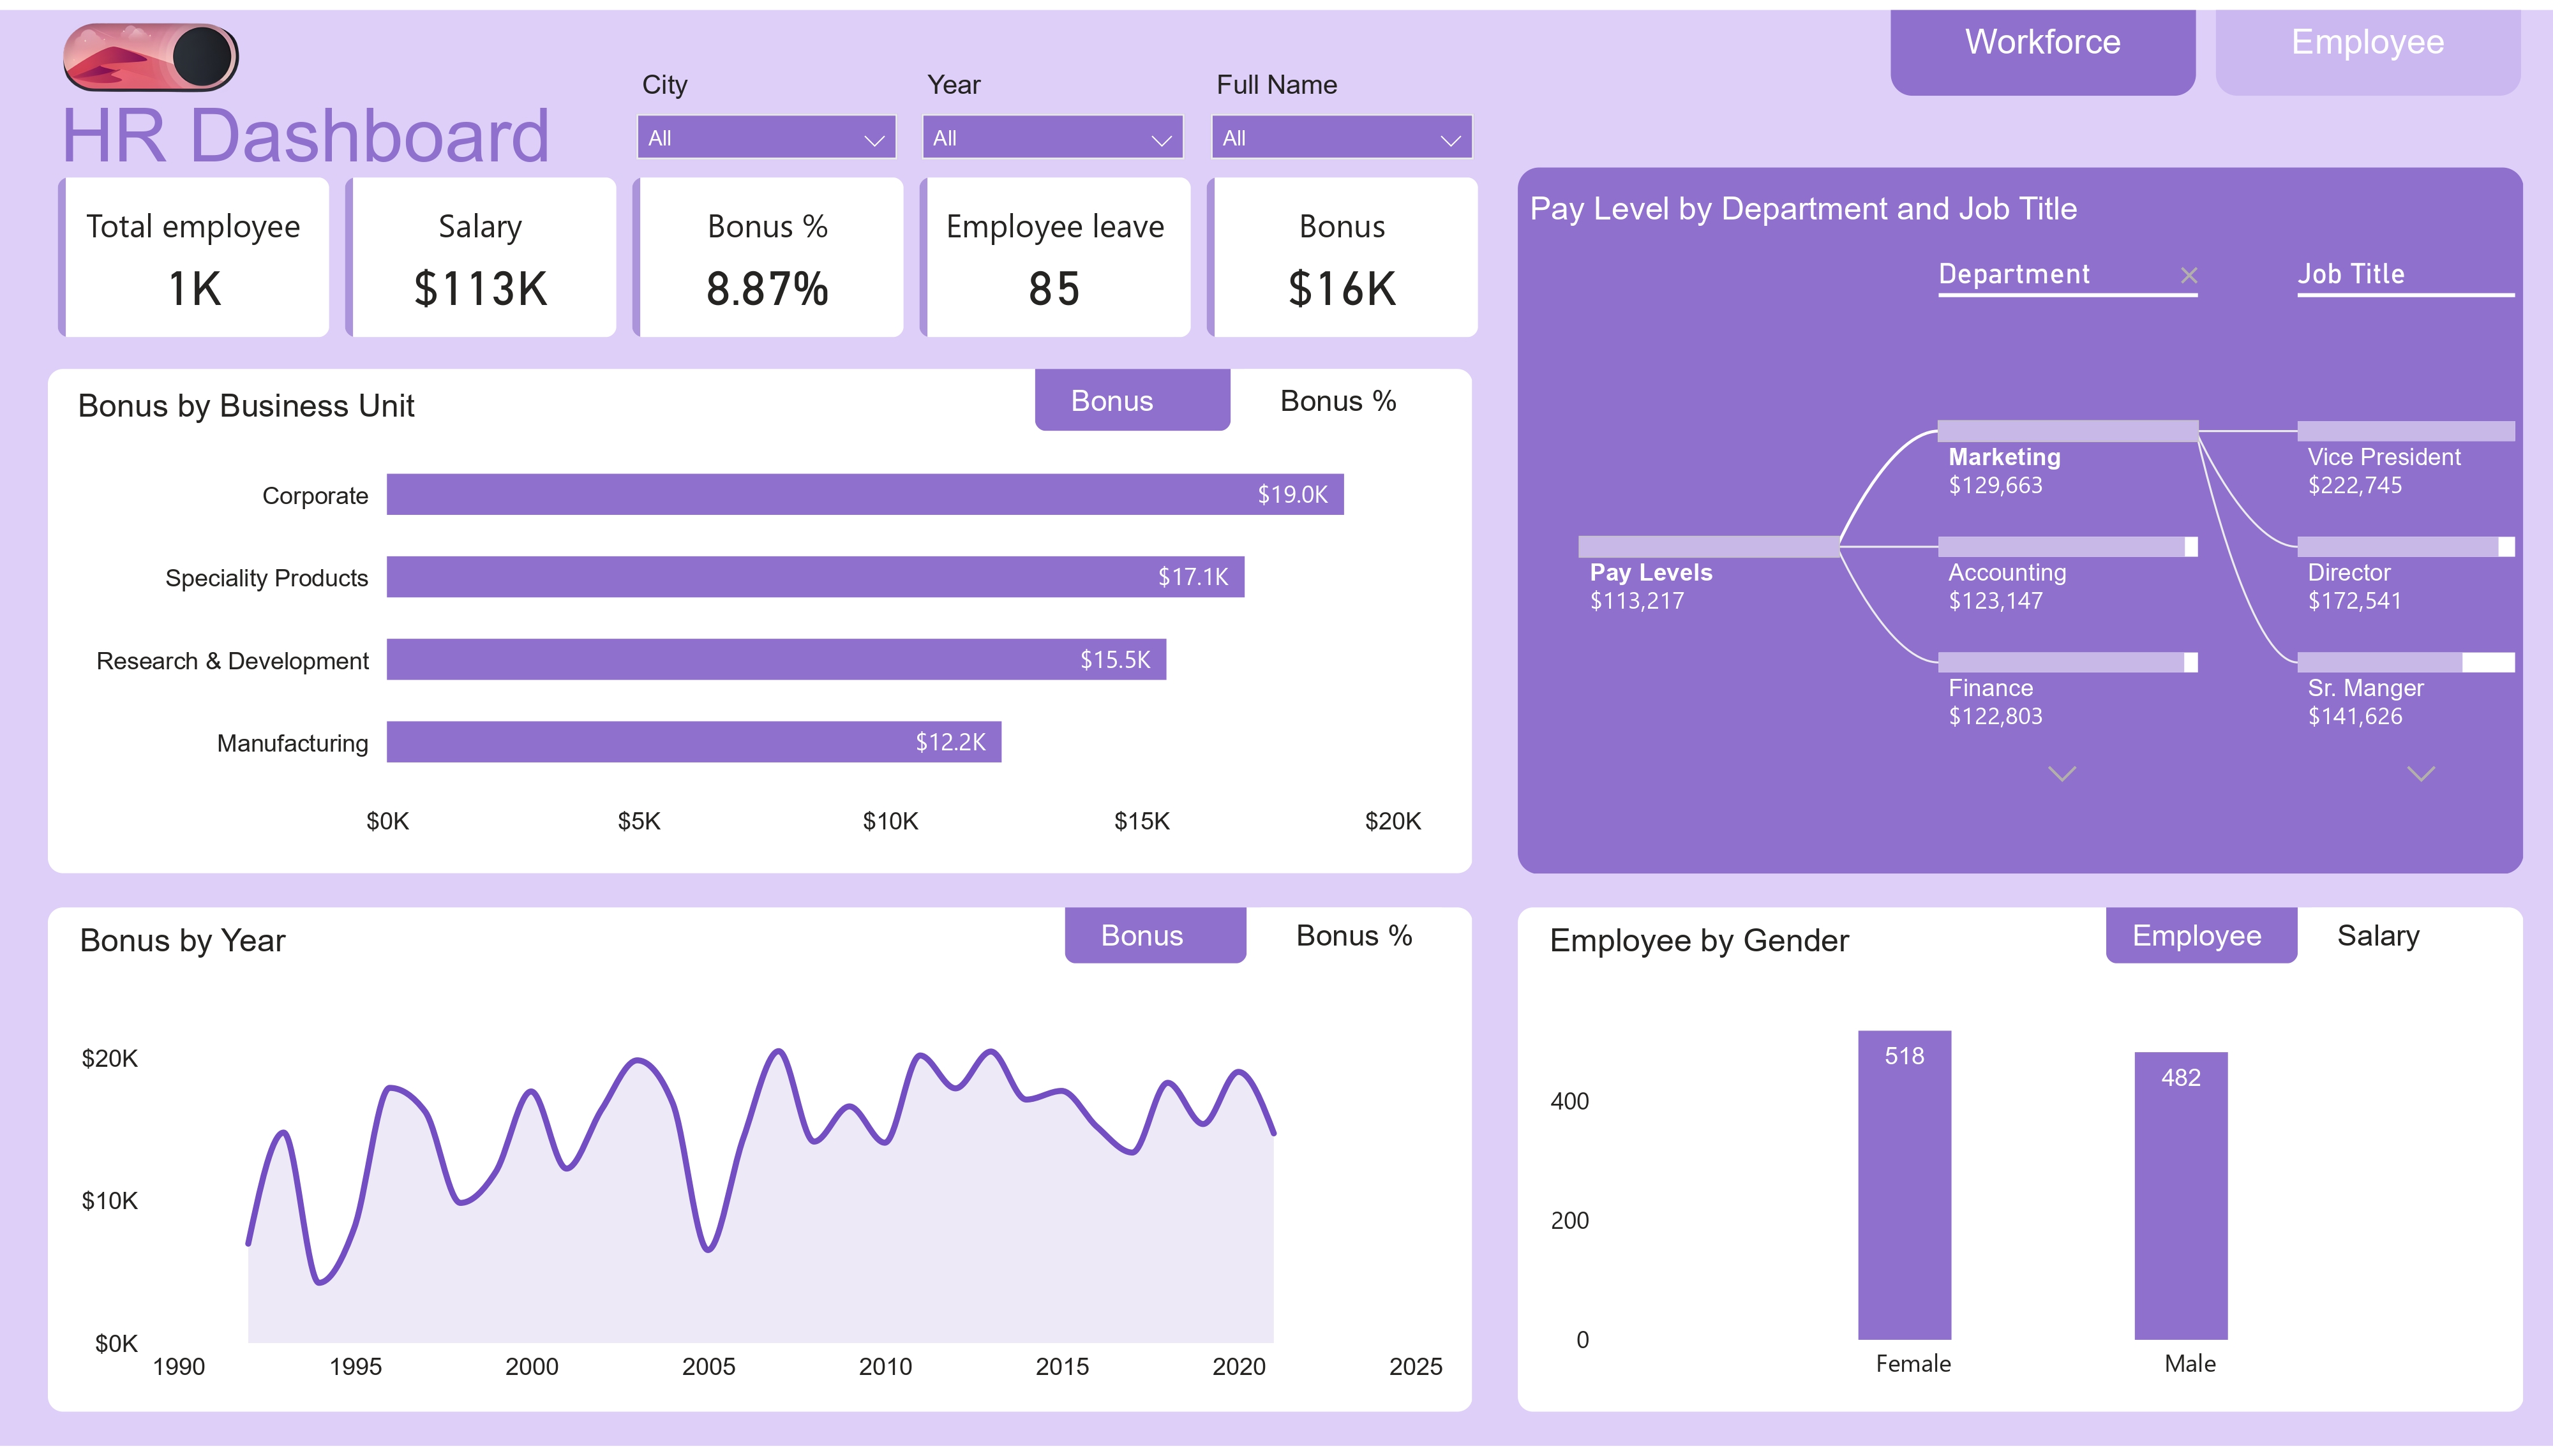 Workforce
Employee
HR Dashboard
City
Year
Full Name
All
All
All
Total employee
1K
Salary
$113K
Bonus %
8.87%
Employee leave
85
Bonus
$16K
Pay Level by Department and Job Title
Department
Job Title
Pay Levels
$113,217
Marketing
$129,663
Accounting
$123,147
Finance
$122,803
Vice President
$222,745
Director
$172,541
Sr. Manger
$141,626
Bonus by Business Unit
Bonus
Bonus %
Corporate
$19.0K
Speciality Products
$17.1K
Research & Development
$15.5K
Manufacturing
$12.2K
$0K
$5K
$10K
$15K
$20K
Bonus by Year
Bonus
Bonus %
$20K
$10K
$0K
1990
1995
2000
2005
2010
2015
2020
2025
Employee by Gender
Employee
Salary
518
482
400
200
0
Female
Male